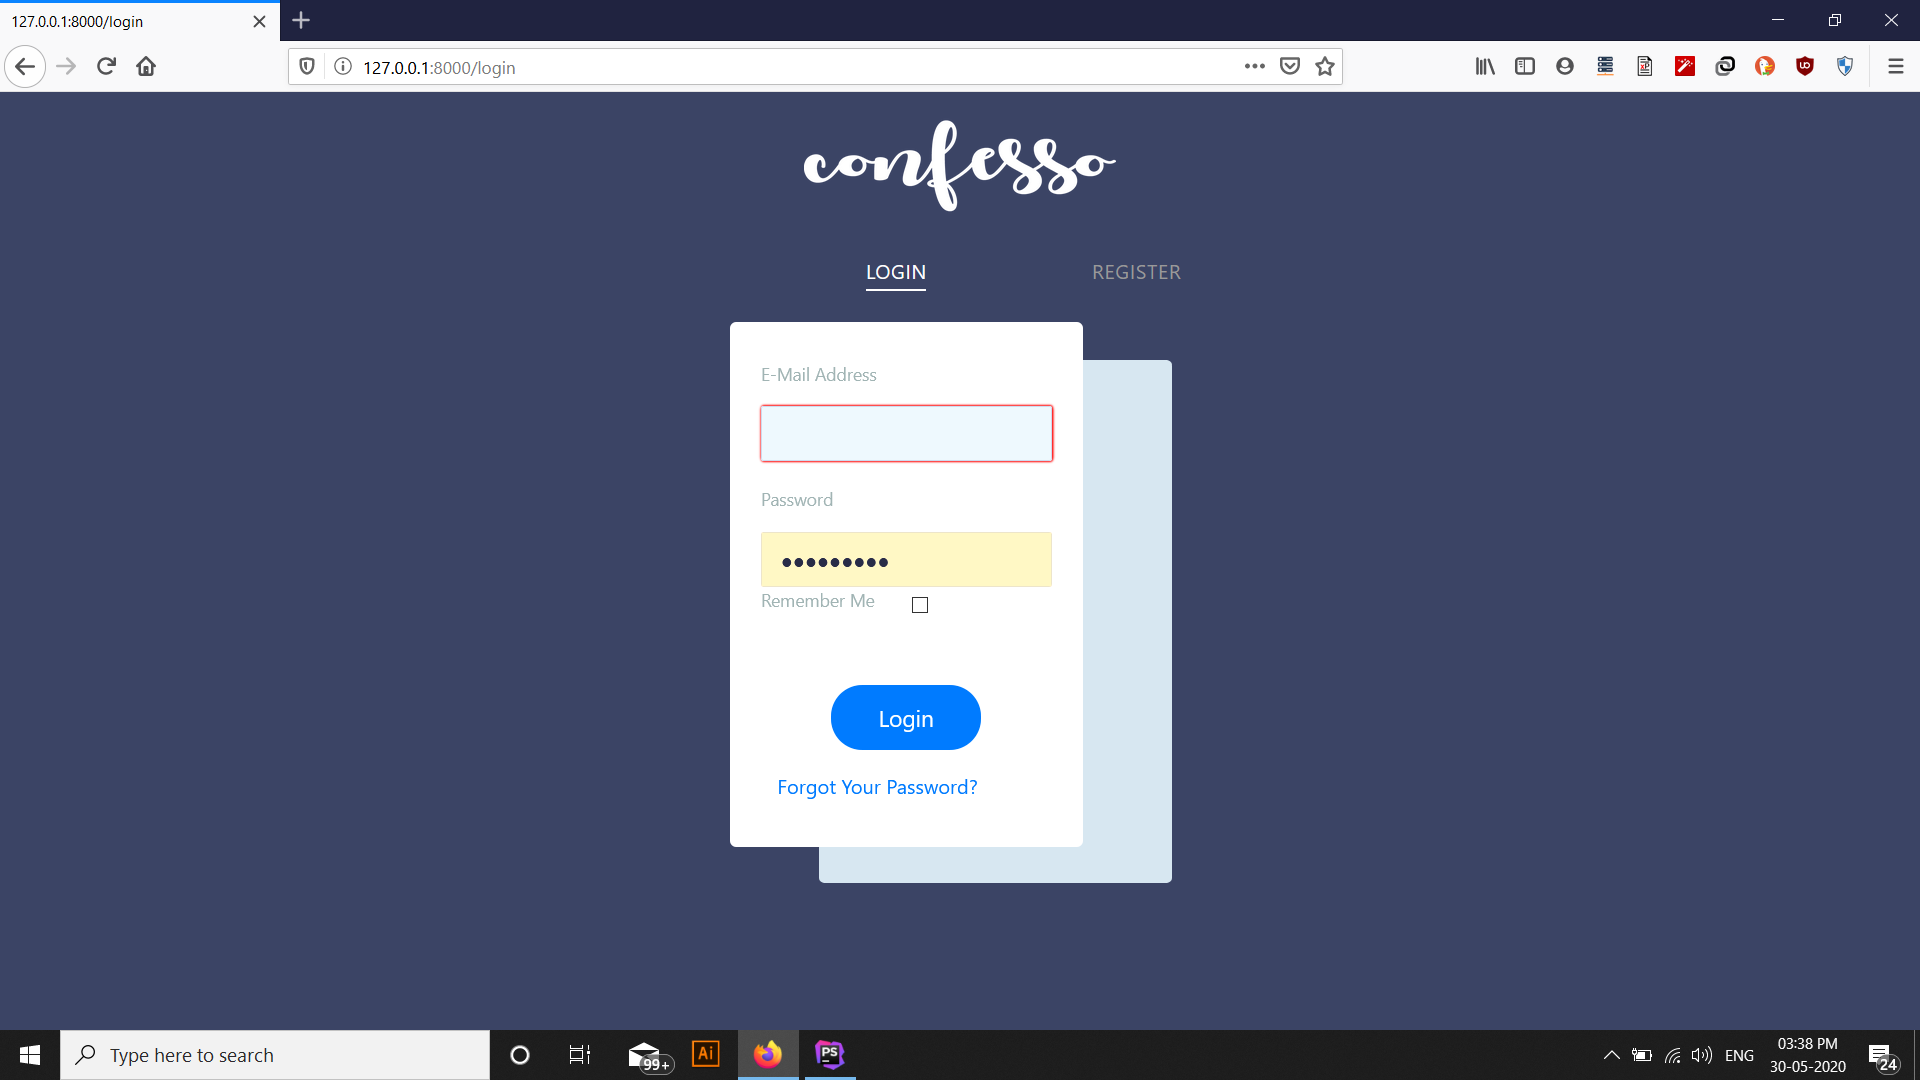 127.0.0.1:8000/login
127.0.0.1:8000/login
confesso
LOGIN
REGISTER
E-Mail Address
Password
Remember Me
Login
Forgot Your Password?
Type here to search
99+
Ai
PS
ENG
03:38 PM
30-05-2020
24